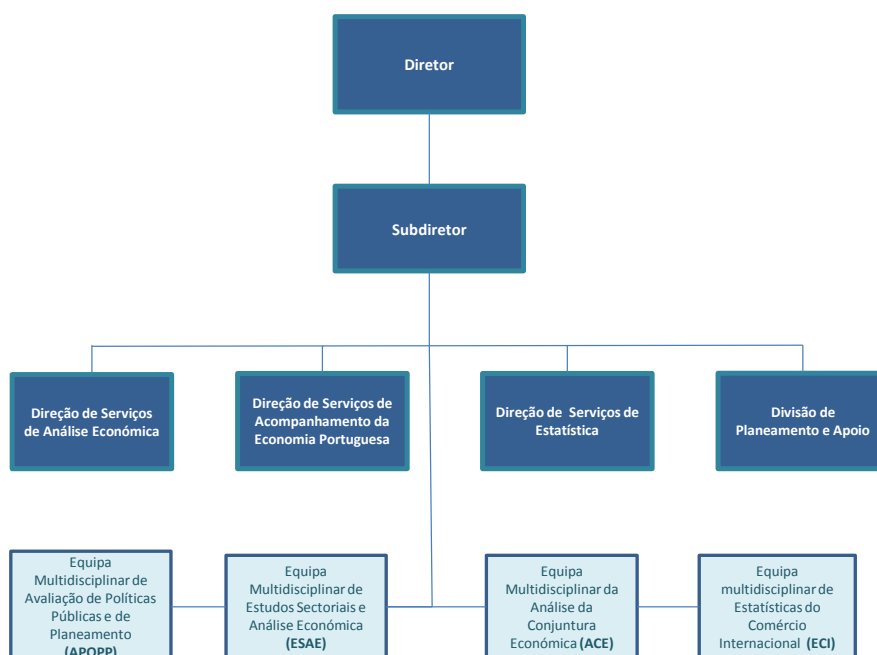 Diretor
Subdiretor
Direção de Serviços
de Análise Económica
Direção de Serviços de
Acompanhamento da
Economia Portuguesa
Direção de Serviços de
Estatística
Divisão de
Planeamento e Apoio
Equipa
Multidisciplinar de
Avaliação de Políticas
Públicas e de
Planeamento
(APOPP)
Equipa
Multidisciplinar de
Estudos Sectoriais e
Análise Económica
(ESAE)
Equipa
Multidisciplinar da
Análise da
Conjuntura
Económica (ACE)
Equipa
multidisciplinar de
Estatísticas do
Comércio
Internacional (ECI)